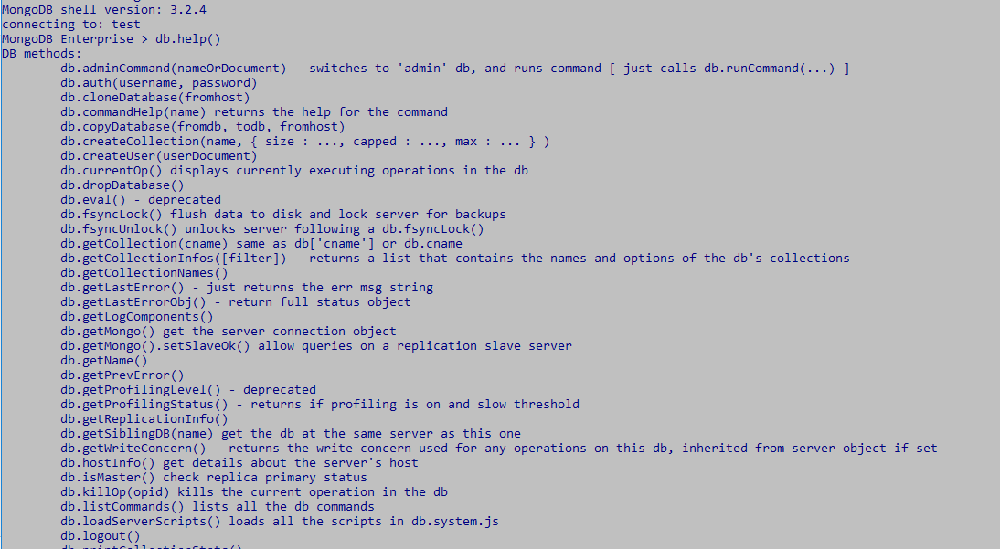 MongoDB shell version: 3.2.4
connecting to: test
MongoDB Enterprise > db.help()
DB methods:
db.adminCommand(nameOrDocument) - switches to 'admin' db, and runs command [ just calls db.runCommand(...) ]
db.auth(username, password)
db.cloneDatabase(fromhost)
db.commandHelp(name) returns the help for the command
db.copyDatabase(fromdb, todb, fromhost)
db.createCollection(name, { size : ..., capped : ..., max : ... } )
db.createUser(userDocument)
db.currentOp() displays currently executing operations in the db
db.dropDatabase()
db.eval() - deprecated
db.fsyncLock() flush data to disk and lock server for backups
db.fsyncUnlock() unlocks server following a db.fsyncLock()
db.getCollection(cname) same as db['cname'] or db.cname
db.getCollectionInfos([filter]) - returns a list that contains the names and options of the db's collections
db.getCollectionNames()
db.getLastError() - just returns the err msg string
db.getLastErrorObj() - return full status object
db.getLogComponents()
db.getMongo() get the server connection object
db.getMongo().setSlaveOk() allow queries on a replication slave server
db.getName()
db.getPrevError()
db.getProfilingLevel() - deprecated
db.getProfilingStatus() - returns if profiling is on and slow threshold
db.getReplicationInfo()
db.getSiblingDB(name) get the db at the same server as this one
db.getWriteConcern() - returns the write concern used for any operations on this db, inherited from server object if set
db.hostInfo() get details about the server's host
db.isMaster() check replica primary status
db.killOp(opid) kills the current operation in the db
db.listCommands() lists all the db commands
db.loadServerScripts() loads all the scripts in db.system.js
db.logout()